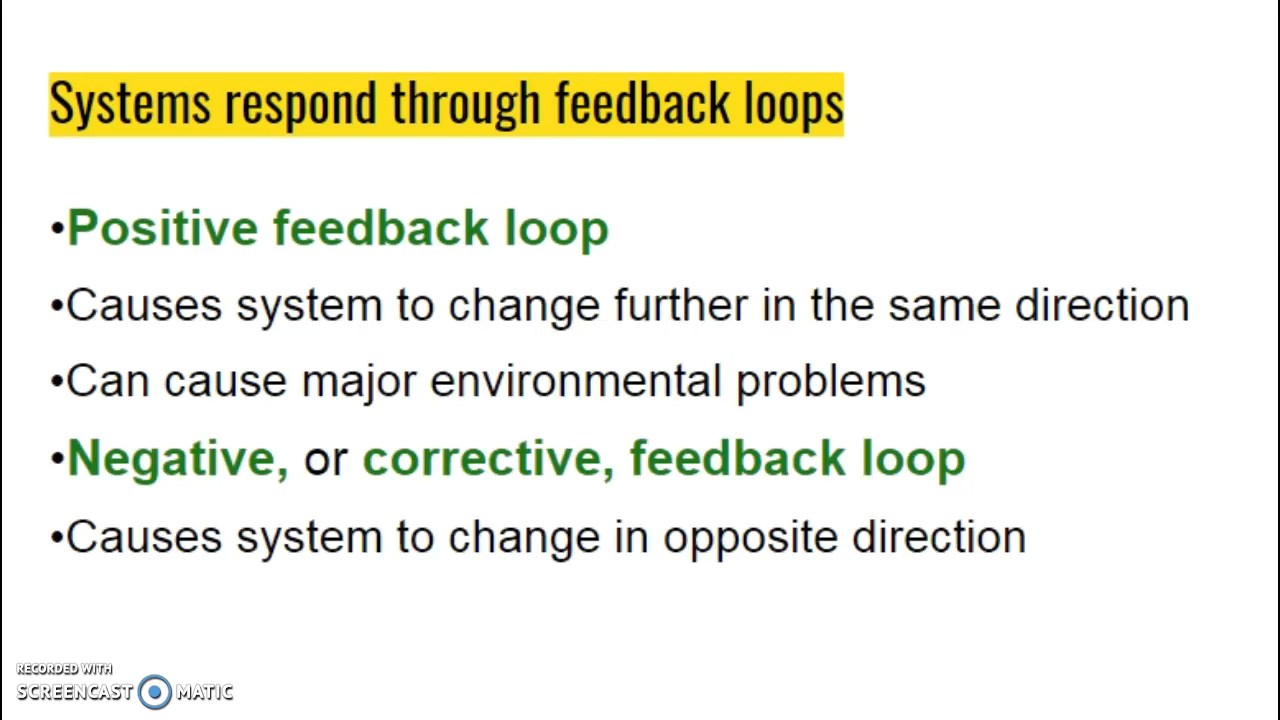 Systems respond through feedback loops
•Positive feedback loop
•Causes system to change further in the same direction
•Can cause major environmental problems
•Negative, or corrective, feedback loop
•Causes system to change in opposite direction
RECORDED WITH
SCREENCAST MATIC